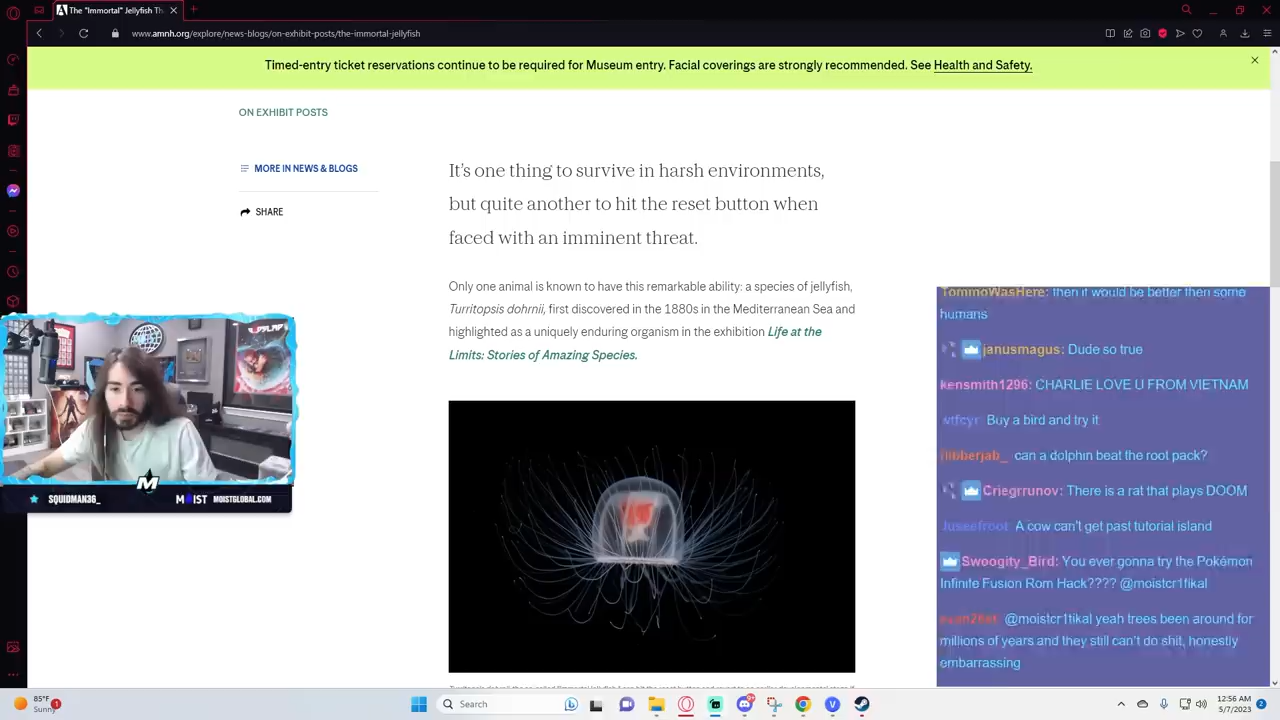 The "Immortal" Jellyfish Th
www.amnh.org/explore/news-blogs/on-exhibit-posts/the-immortal-jellyfish
Timed-entry ticket reservations continue to be required for Museum entry. Facial coverings are strongly recommended. See Health and Safety.
ON EXHIBIT POSTS
MORE IN NEWS & BLOGS
SHARE
It's one thing to survive in harsh environments,
but quite another to hit the reset button when
faced with an imminent threat.
Only one animal is known to have this remarkable ability: a species of jellyfish,
Turritopsis dohrnii, first discovered in the 1880s in the Mediterranean Sea and
highlighted as a uniquely enduring organism in the exhibition Life at the
Limits: Stories of Amazing Species.
SQUIDMAN36_
MOIST MOISTGLOBAL.COM
TommoWasHere: then it would be better then some
humans
janusmagus: Dude so true
kensmith1296: CHARLIE LOVE U FROM VIETNAM
Buy a bird and try it
can a dolphin beat the root pack?
Criegrrunov: There is a rat that plays DOOM
A cow can't get past tutorial island
Swoogity_Bird: You ever gonna try the Pokémon
Infinite Fusion Rom Hack???? @moistcr1tikal
@moistcr1tikal yeah trees been around for
millions of years and they still can't do shit, honestly
embarrassing
85°F
Sunny
Search
12:56 AM
5/7/2023